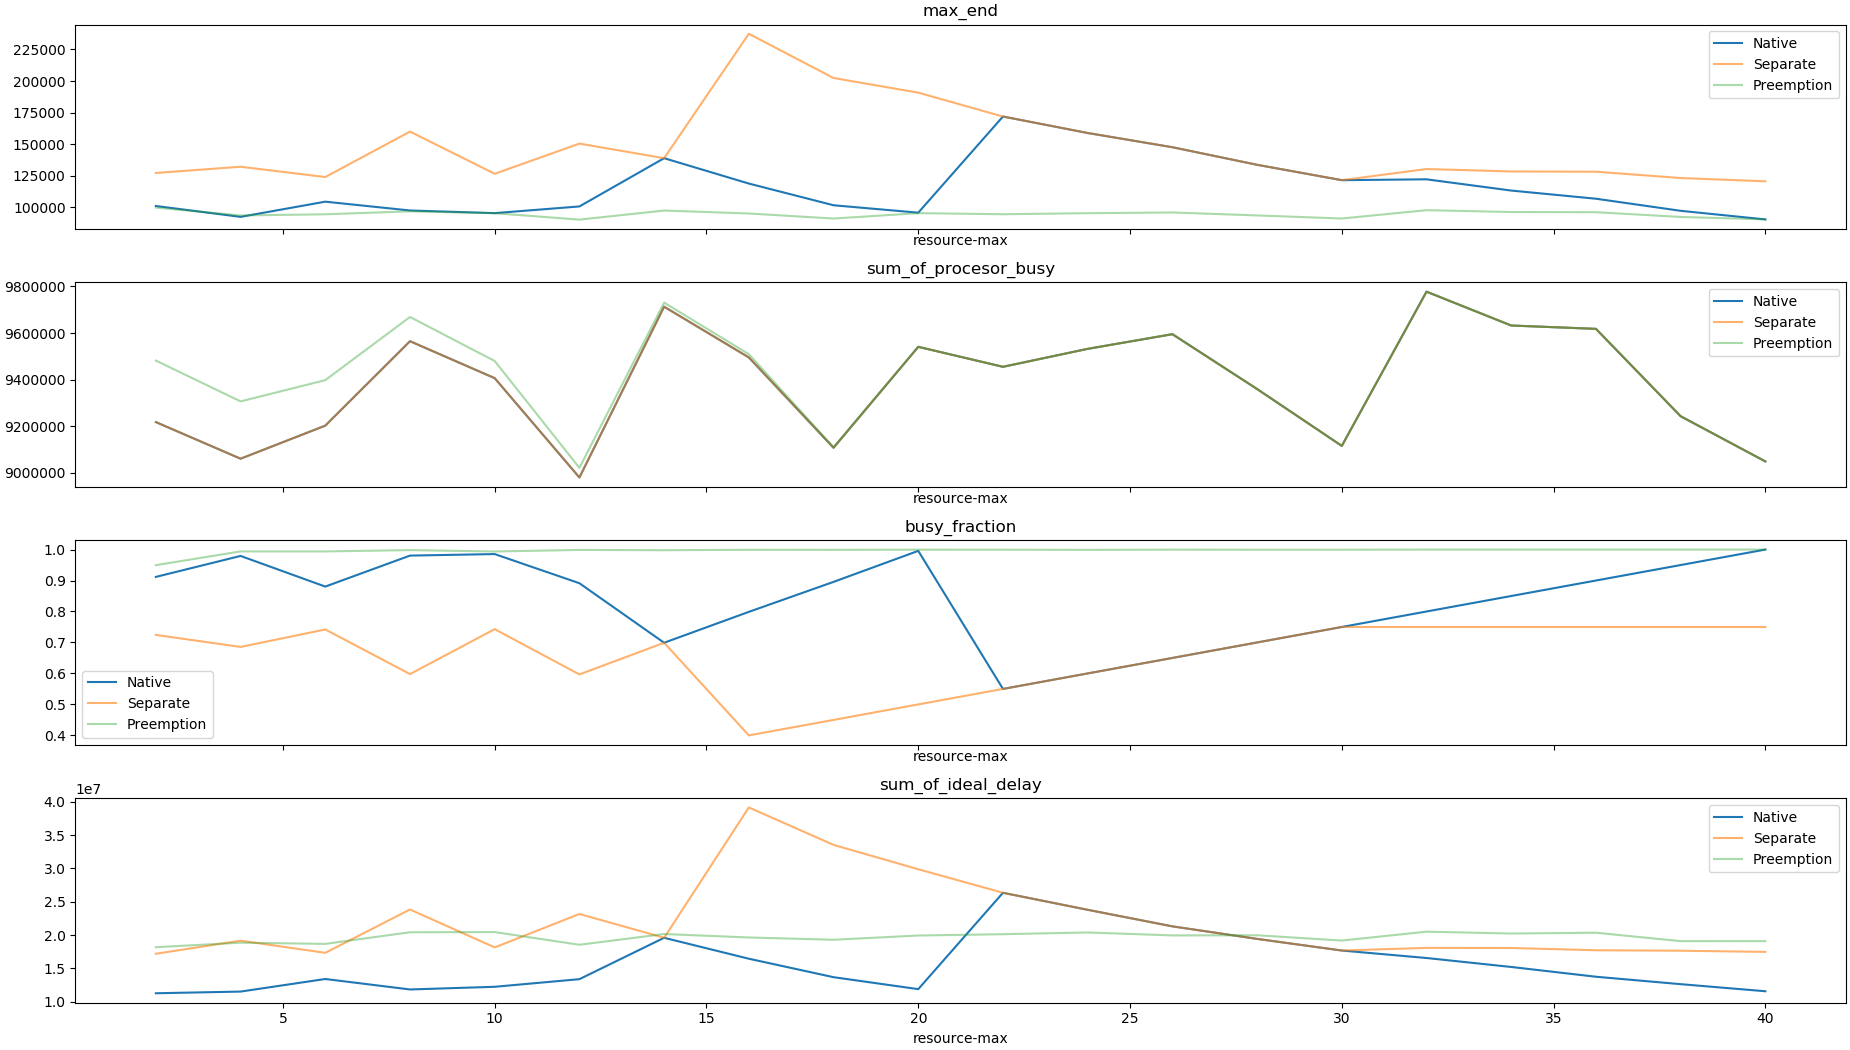 max_end
225000
200000
175000
150000
125000
100000
Native
Separate
Preemption
resource-max
sum_of_procesor_busy
9800000
9600000
9400000
9200000
9000000
Native
Separate
Preemption
resource-max
busy_fraction
1.0
0.9
0.8
0.7
0.6
0.5
0.4
Native
Separate
Preemption
resource-max
sum_of_ideal_delay
1e7
4.0
3.5
3.0
2.5
2.0
1.5
1.0
Native
Separate
Preemption
5 10 15 20 25 30 35 40
resource-max